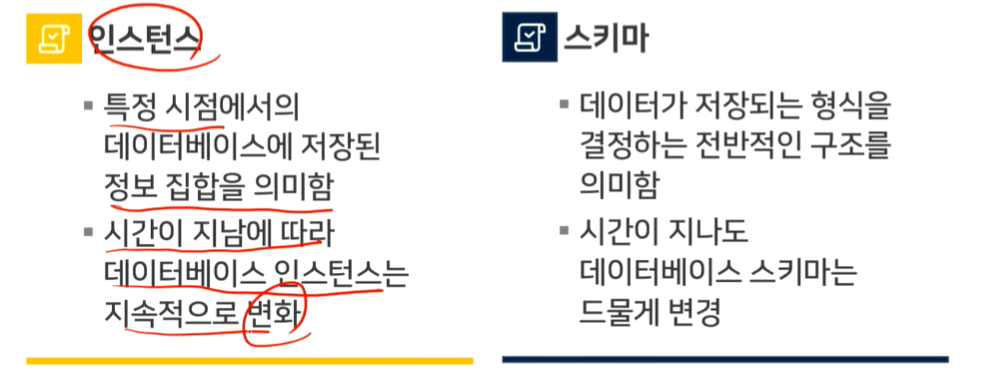 인스턴스
▪ 특정 시점에서의
데이터베이스에 저장된
정보 집합을 의미함
▪ 시간이 지남에 따라
데이터베이스 인스턴스는
지속적으로 변화
스키마
▪ 데이터가 저장되는 형식을
결정하는 전반적인 구조를
의미함
▪ 시간이 지나도
데이터베이스 스키마는
드물게 변경